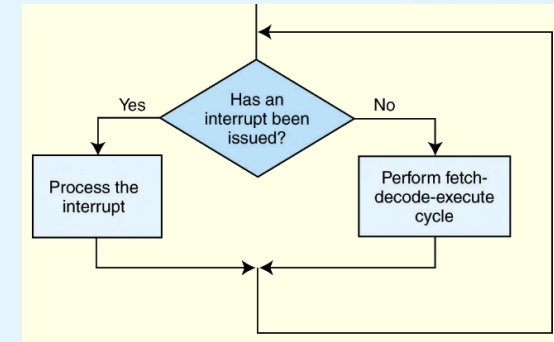 Has an
interrupt been
issued?
Yes
No
Process the
interrupt
Perform fetch-
decode-execute
cycle